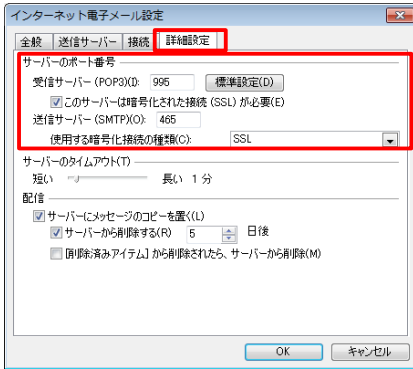 インターネット電子メール設定
全般 送信サーバー 接続 詳細設定
サーバーのポート番号
受信サーバー (POP3)(I): 995 標準設定(D)
このサーバーは暗号化された接続 (SSL) が必要(E)
送信サーバー (SMTP)(O): 465
使用する暗号化接続の種類(C): SSL
サーバーのタイムアウト(T)
短い 長い 1 分
配信
サーバーにメッセージのコピーを置く(L)
サーバーから削除する(R) 5 日後
[削除済みアイテム] から削除されたら、サーバーから削除(M)
OK キャンセル